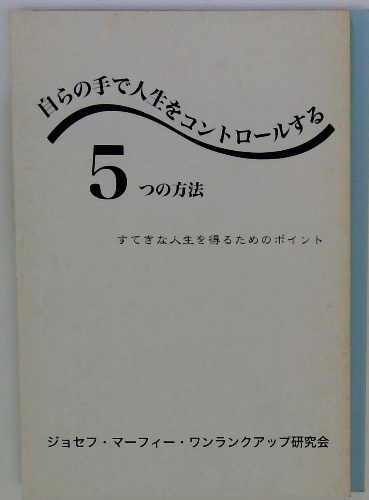 自らの手で人生をコントロールする
5つの方法
すてきな人生を得るためのポイント
ジョセフ・マーフィー・ワンランクアップ研究会